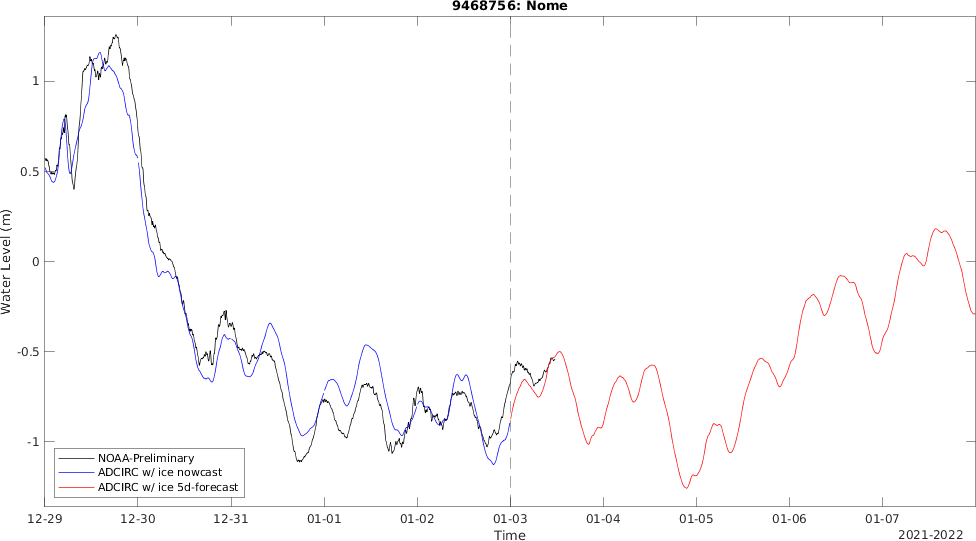 9468756: Nome
Water Level (m)
1
0.5
0
-0.5
-1
NOAA-Preliminary
ADCIRC w/ ice nowcast
ADCIRC w/ ice 5d-forecast
12-29 12-30 12-31 01-01 01-02 01-03 01-04 01-05 01-06 01-07
Time
2021-2022